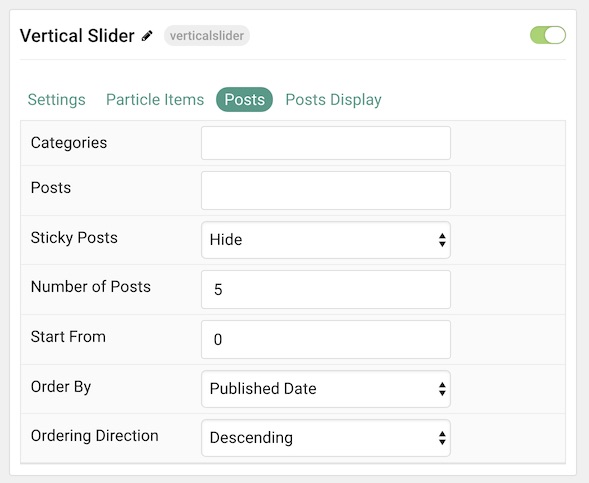 Vertical Slider verticalslider
Settings Particle Items Posts Posts Display
Categories
Posts
Sticky Posts Hide
Number of Posts 5
Start From 0
Order By Published Date
Ordering Direction Descending